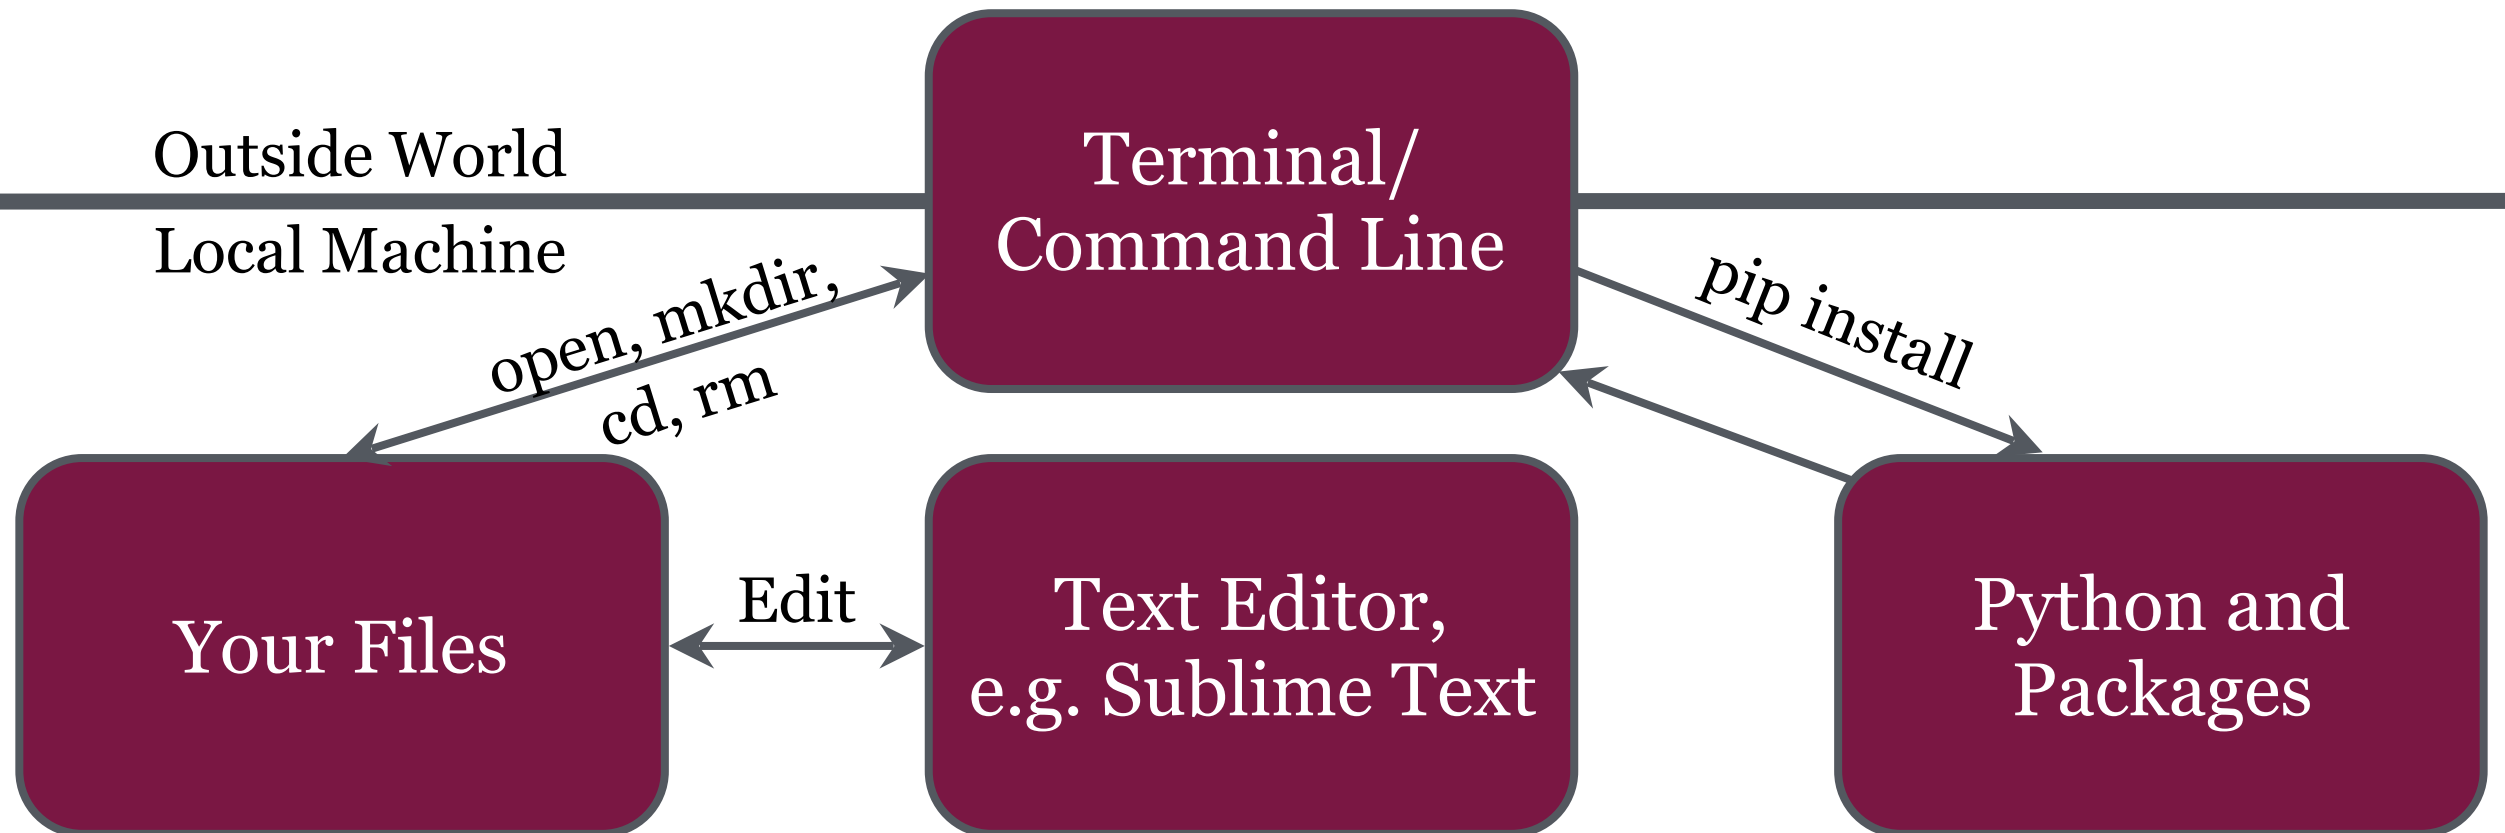 Outside World
Local Machine
Terminal/
Command Line
open, mkdir,
cd, rm
pip install
Your Files
Edit
Text Editor,
e.g. Sublime Text
Python and
Packages